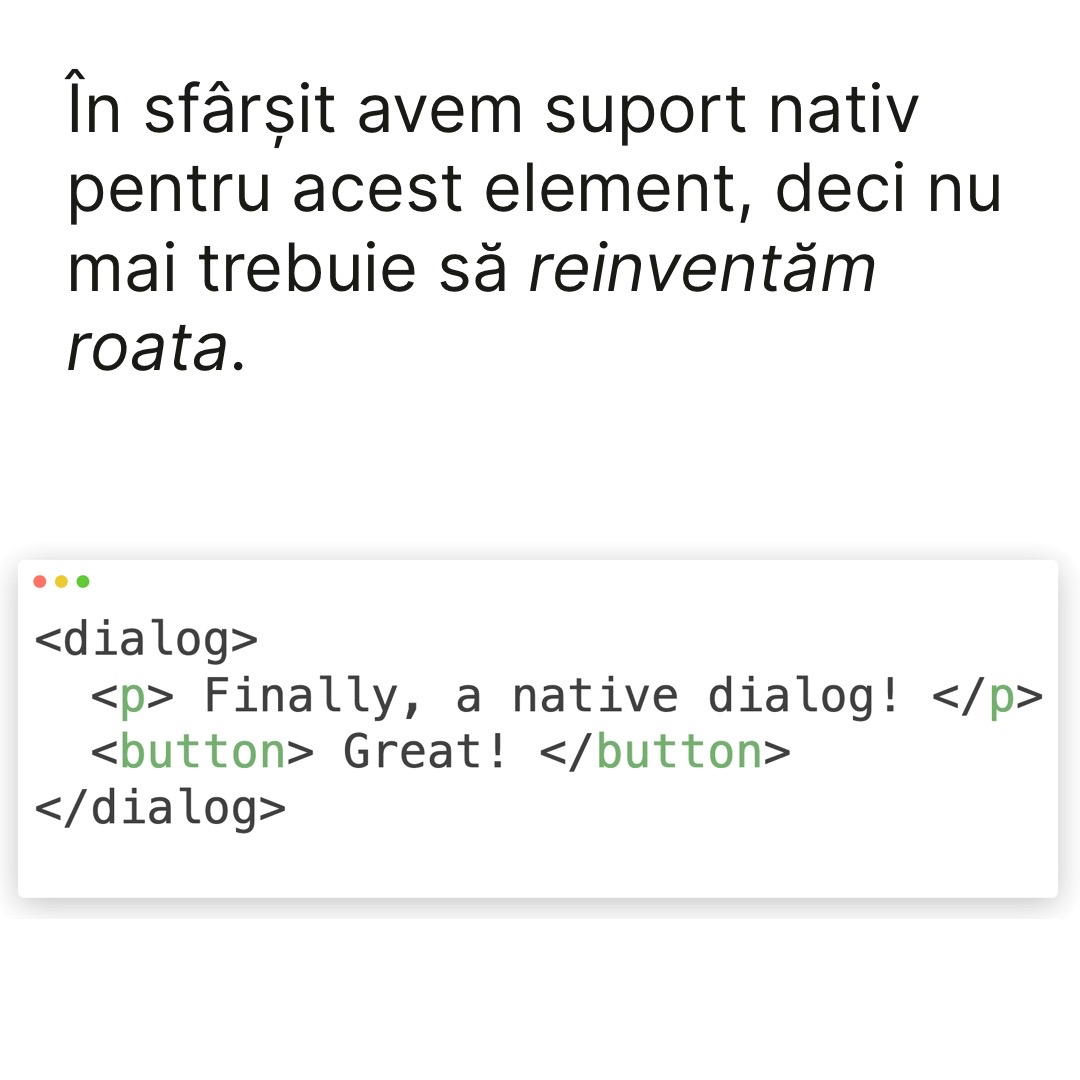 În sfârșit avem suport nativ
pentru acest element, deci nu
mai trebuie să reinventăm
roata.
<dialog>
  <p> Finally, a native dialog! </p>
  <button> Great! </button>
</dialog>